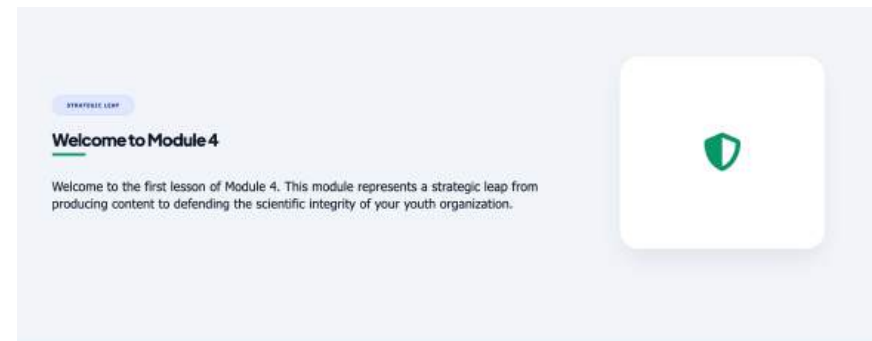 STRATEGIC LEAP
Welcome to Module 4
Welcome to the first lesson of Module 4. This module represents a strategic leap from
producing content to defending the scientific integrity of your youth organization.